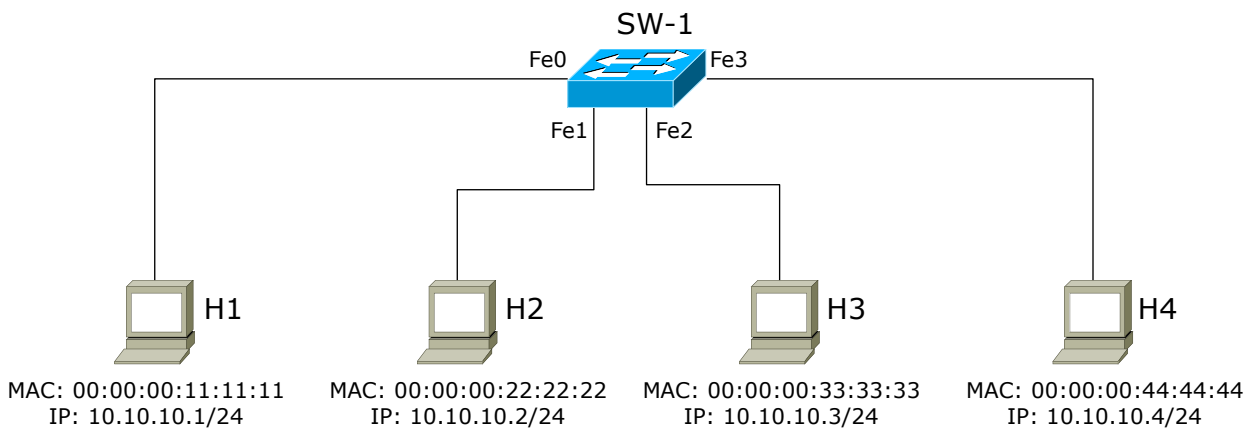 SW-1
Fe0
Fe3
Fe1
Fe2
H1
H2
H3
H4
MAC: 00:00:00:11:11:11
IP: 10.10.10.1/24
MAC: 00:00:00:22:22:22
IP: 10.10.10.2/24
MAC: 00:00:00:33:33:33
IP: 10.10.10.3/24
MAC: 00:00:00:44:44:44
IP: 10.10.10.4/24